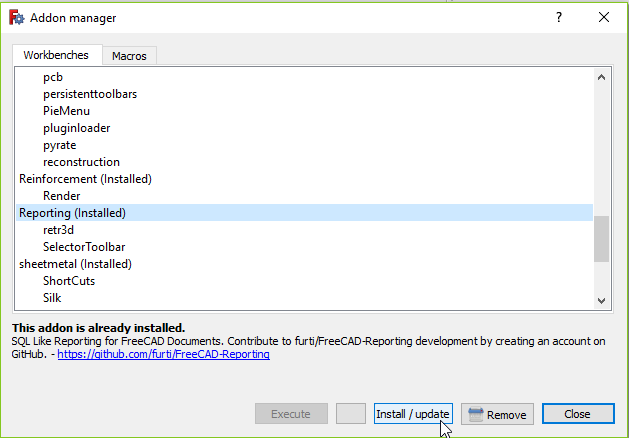 Addon manager
?
Workbenches Macros
pcb
persistenttoolbars
PieMenu
pluginloader
pyrate
reconstruction
Reinforcement (Installed)
Render
Reporting (Installed)
retr3d
SelectorToolbar
sheetmetal (Installed)
ShortCuts
Silk
This addon is already installed.
SQL Like Reporting for FreeCAD Documents. Contribute to furti/FreeCAD-Reporting development by creating an account on
GitHub. - https://github.com/furti/FreeCAD-Reporting
Execute Install / update Remove Close